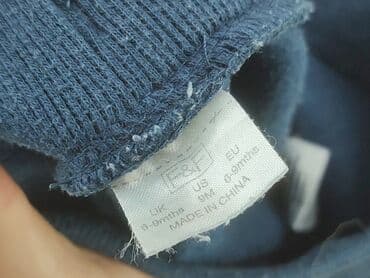 F&F
UK US EU
6-9mths 9M 6-9mths
MADE IN CHINA